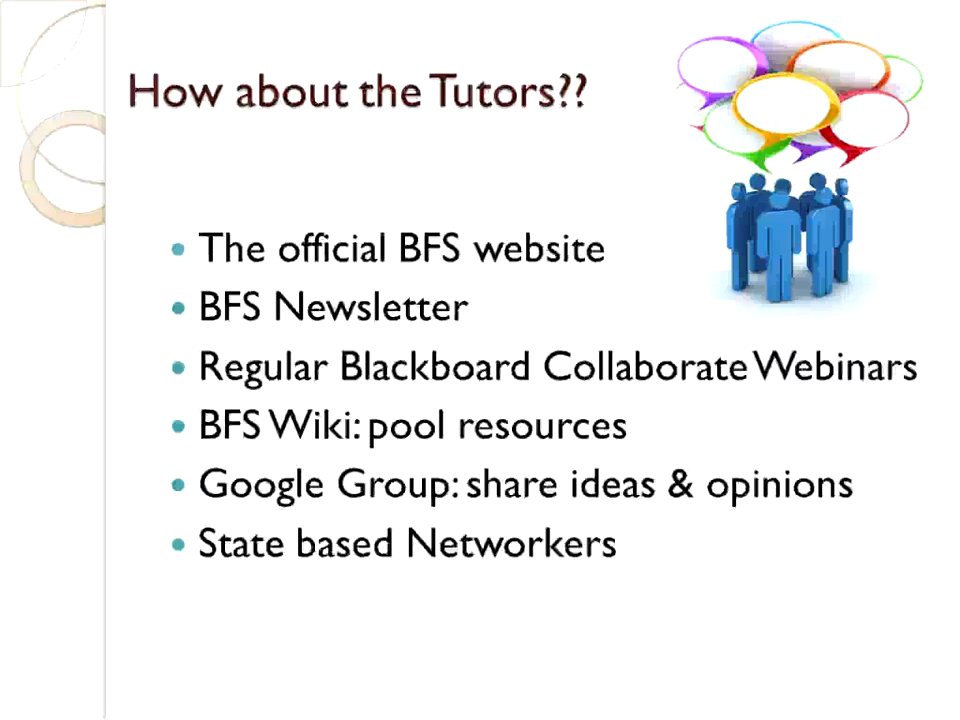 How about the Tutors??
The official BFS website
BFS Newsletter
Regular Blackboard Collaborate Webinars
BFS Wiki: pool resources
Google Group: share ideas & opinions
State based Networkers